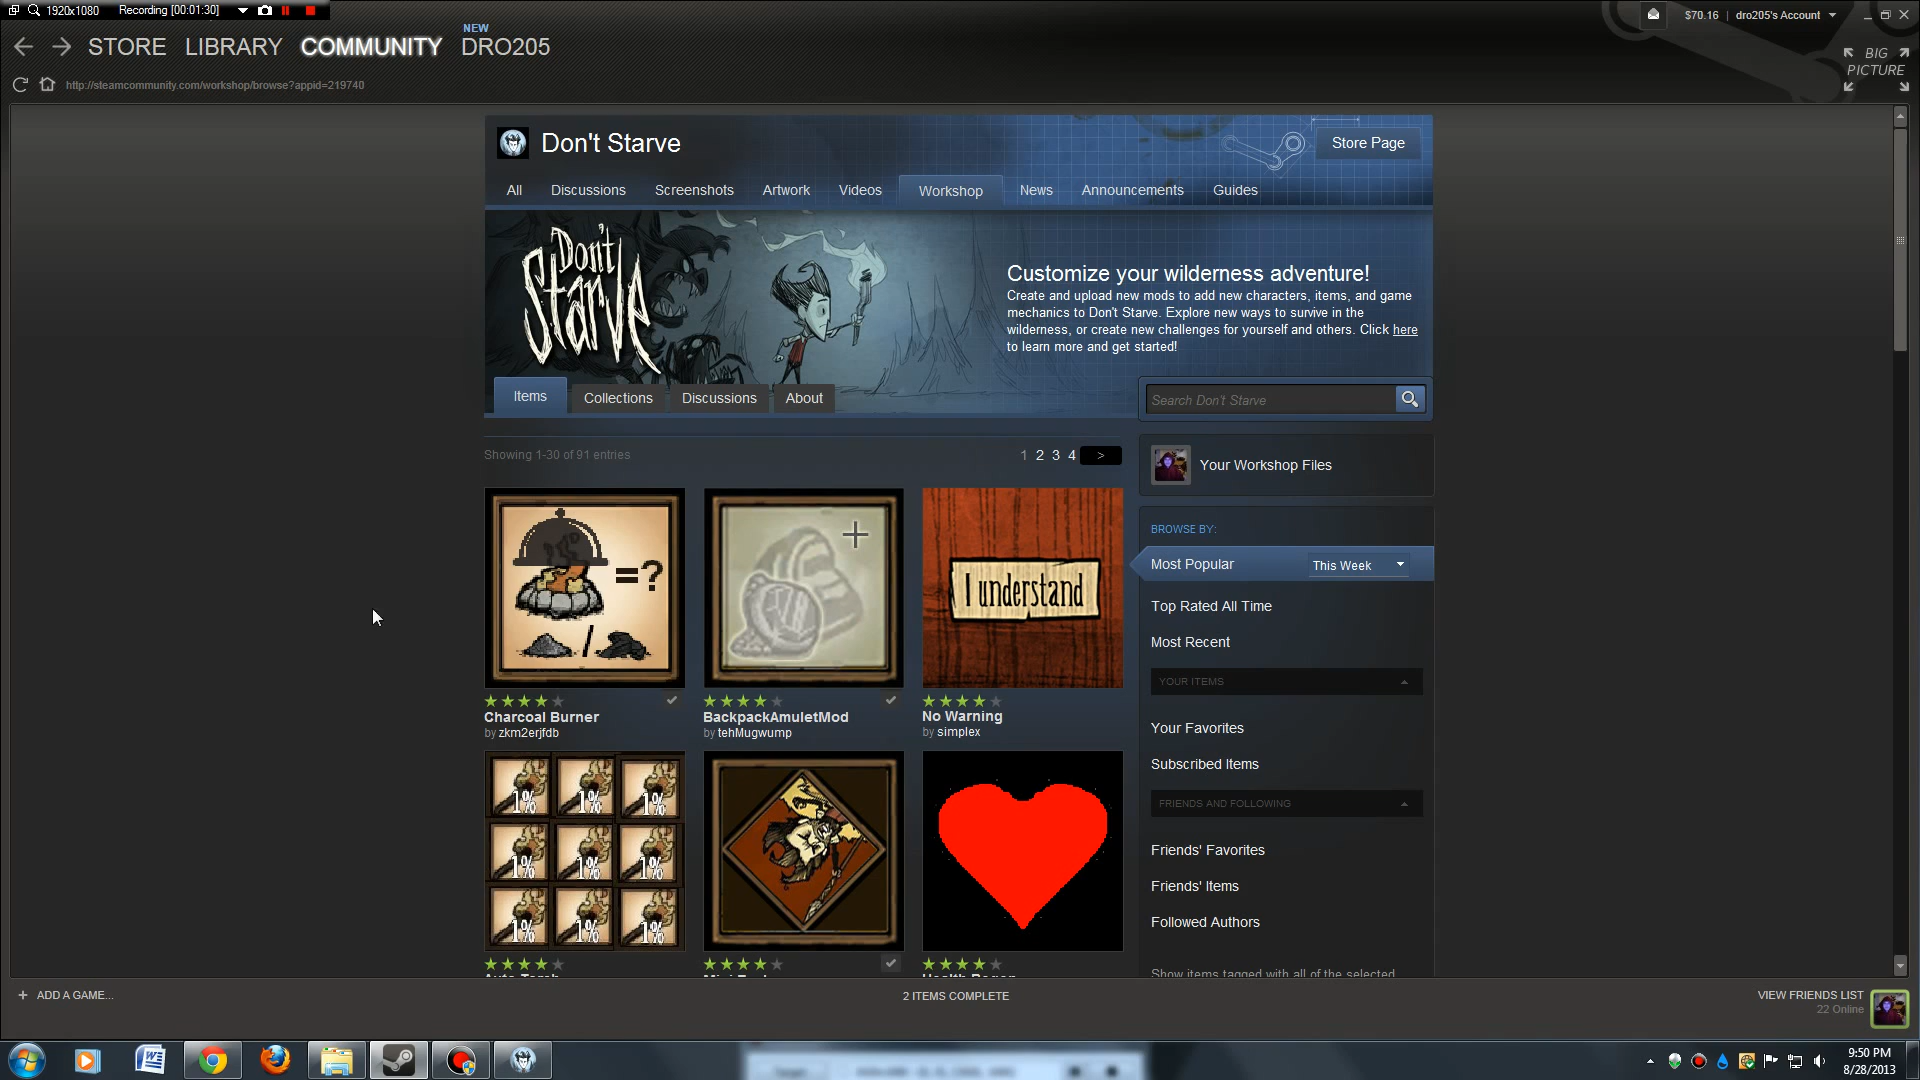 1920x1080 Recording [00:01:30]
$70.16 dro205's Account
NEW
STORE LIBRARY COMMUNITY DRO205
BIG PICTURE
http://steamcommunity.com/workshop/browse?appid=219740
Don't Starve
Store Page
All Discussions Screenshots Artwork Videos Workshop News Announcements Guides
Don't Starve
Customize your wilderness adventure!
Create and upload new mods to add new characters, items, and game
mechanics to Don't Starve. Explore new ways to survive in the
wilderness, or create new challenges for yourself and others. Click here
to learn more and get started!
Items Collections Discussions About
Search Don't Starve
Showing 1-30 of 91 entries
1 2 3 4 >
Your Workshop Files
BROWSE BY:
Most Popular This Week
Top Rated All Time
Most Recent
YOUR ITEMS
Your Favorites
Subscribed Items
FRIENDS AND FOLLOWING
Friends' Favorites
Friends' Items
Followed Authors
Show items tagged with all of the selected
=?
/
I understand
Charcoal Burner
by zkm2erjfdb
BackpackAmuletMod
by tehMugwump
No Warning
by simplex
1% 1% 1%
1% 1% 1%
1% 1% 1%
+ ADD A GAME...
2 ITEMS COMPLETE
VIEW FRIENDS LIST
22 Online
9:50 PM
8/28/2013